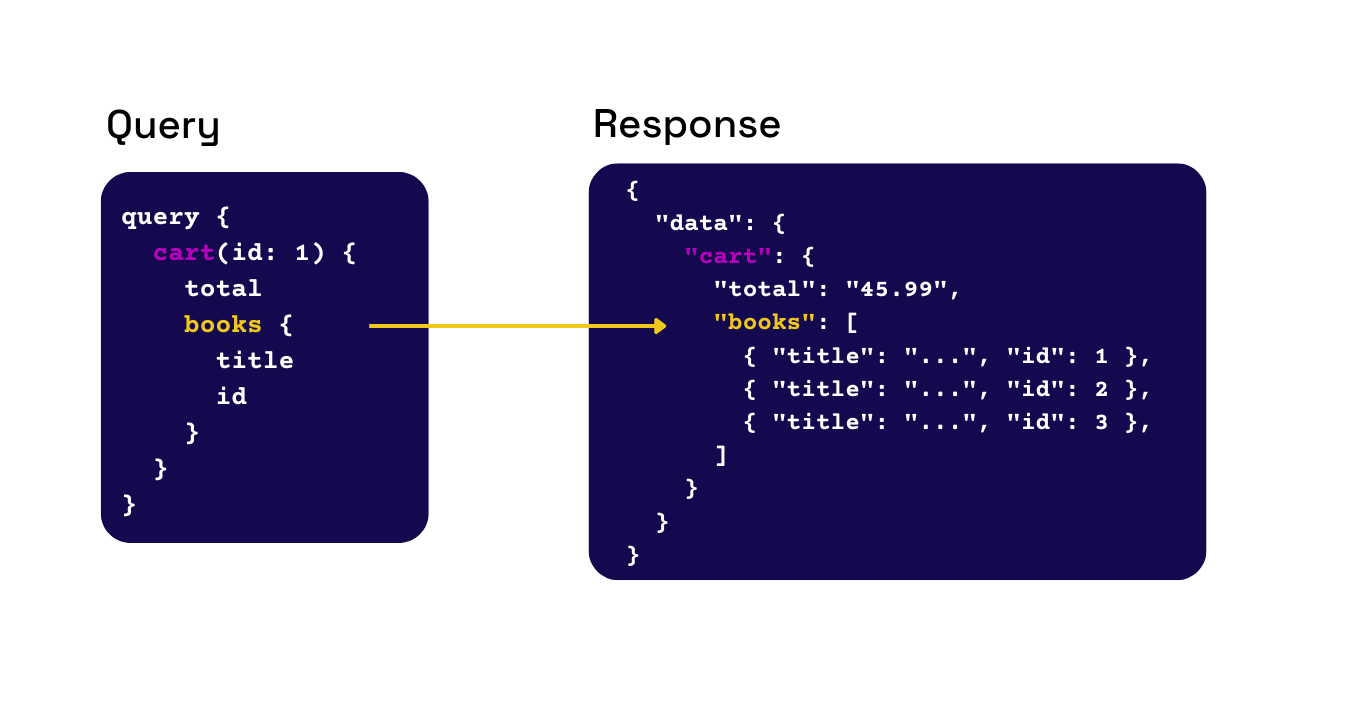 Query
query {
  cart(id: 1) {
    total
    books {
      title
      id
    }
  }
}
Response
{
  "data": {
    "cart": {
      "total": "45.99",
      "books": [
        { "title": "...", "id": 1 },
        { "title": "...", "id": 2 },
        { "title": "...", "id": 3 },
      ]
    }
  }
}